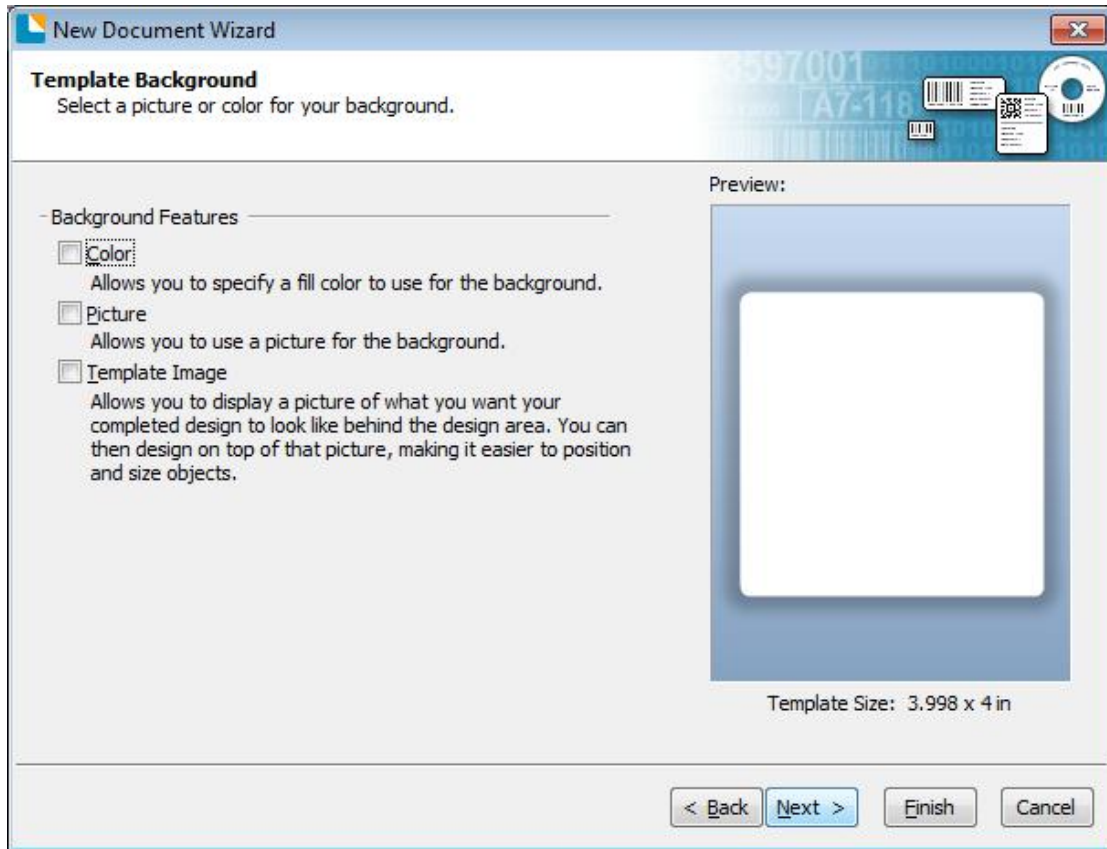 New Document Wizard
Template Background
Select a picture or color for your background.
3597001
A7-118
Preview:
Background Features
Color
Allows you to specify a fill color to use for the background.
Picture
Allows you to use a picture for the background.
Template Image
Allows you to display a picture of what you want your
completed design to look like behind the design area. You can
then design on top of that picture, making it easier to position
and size objects.
Template Size: 3.998 x 4 in
< Back
Next >
Finish
Cancel